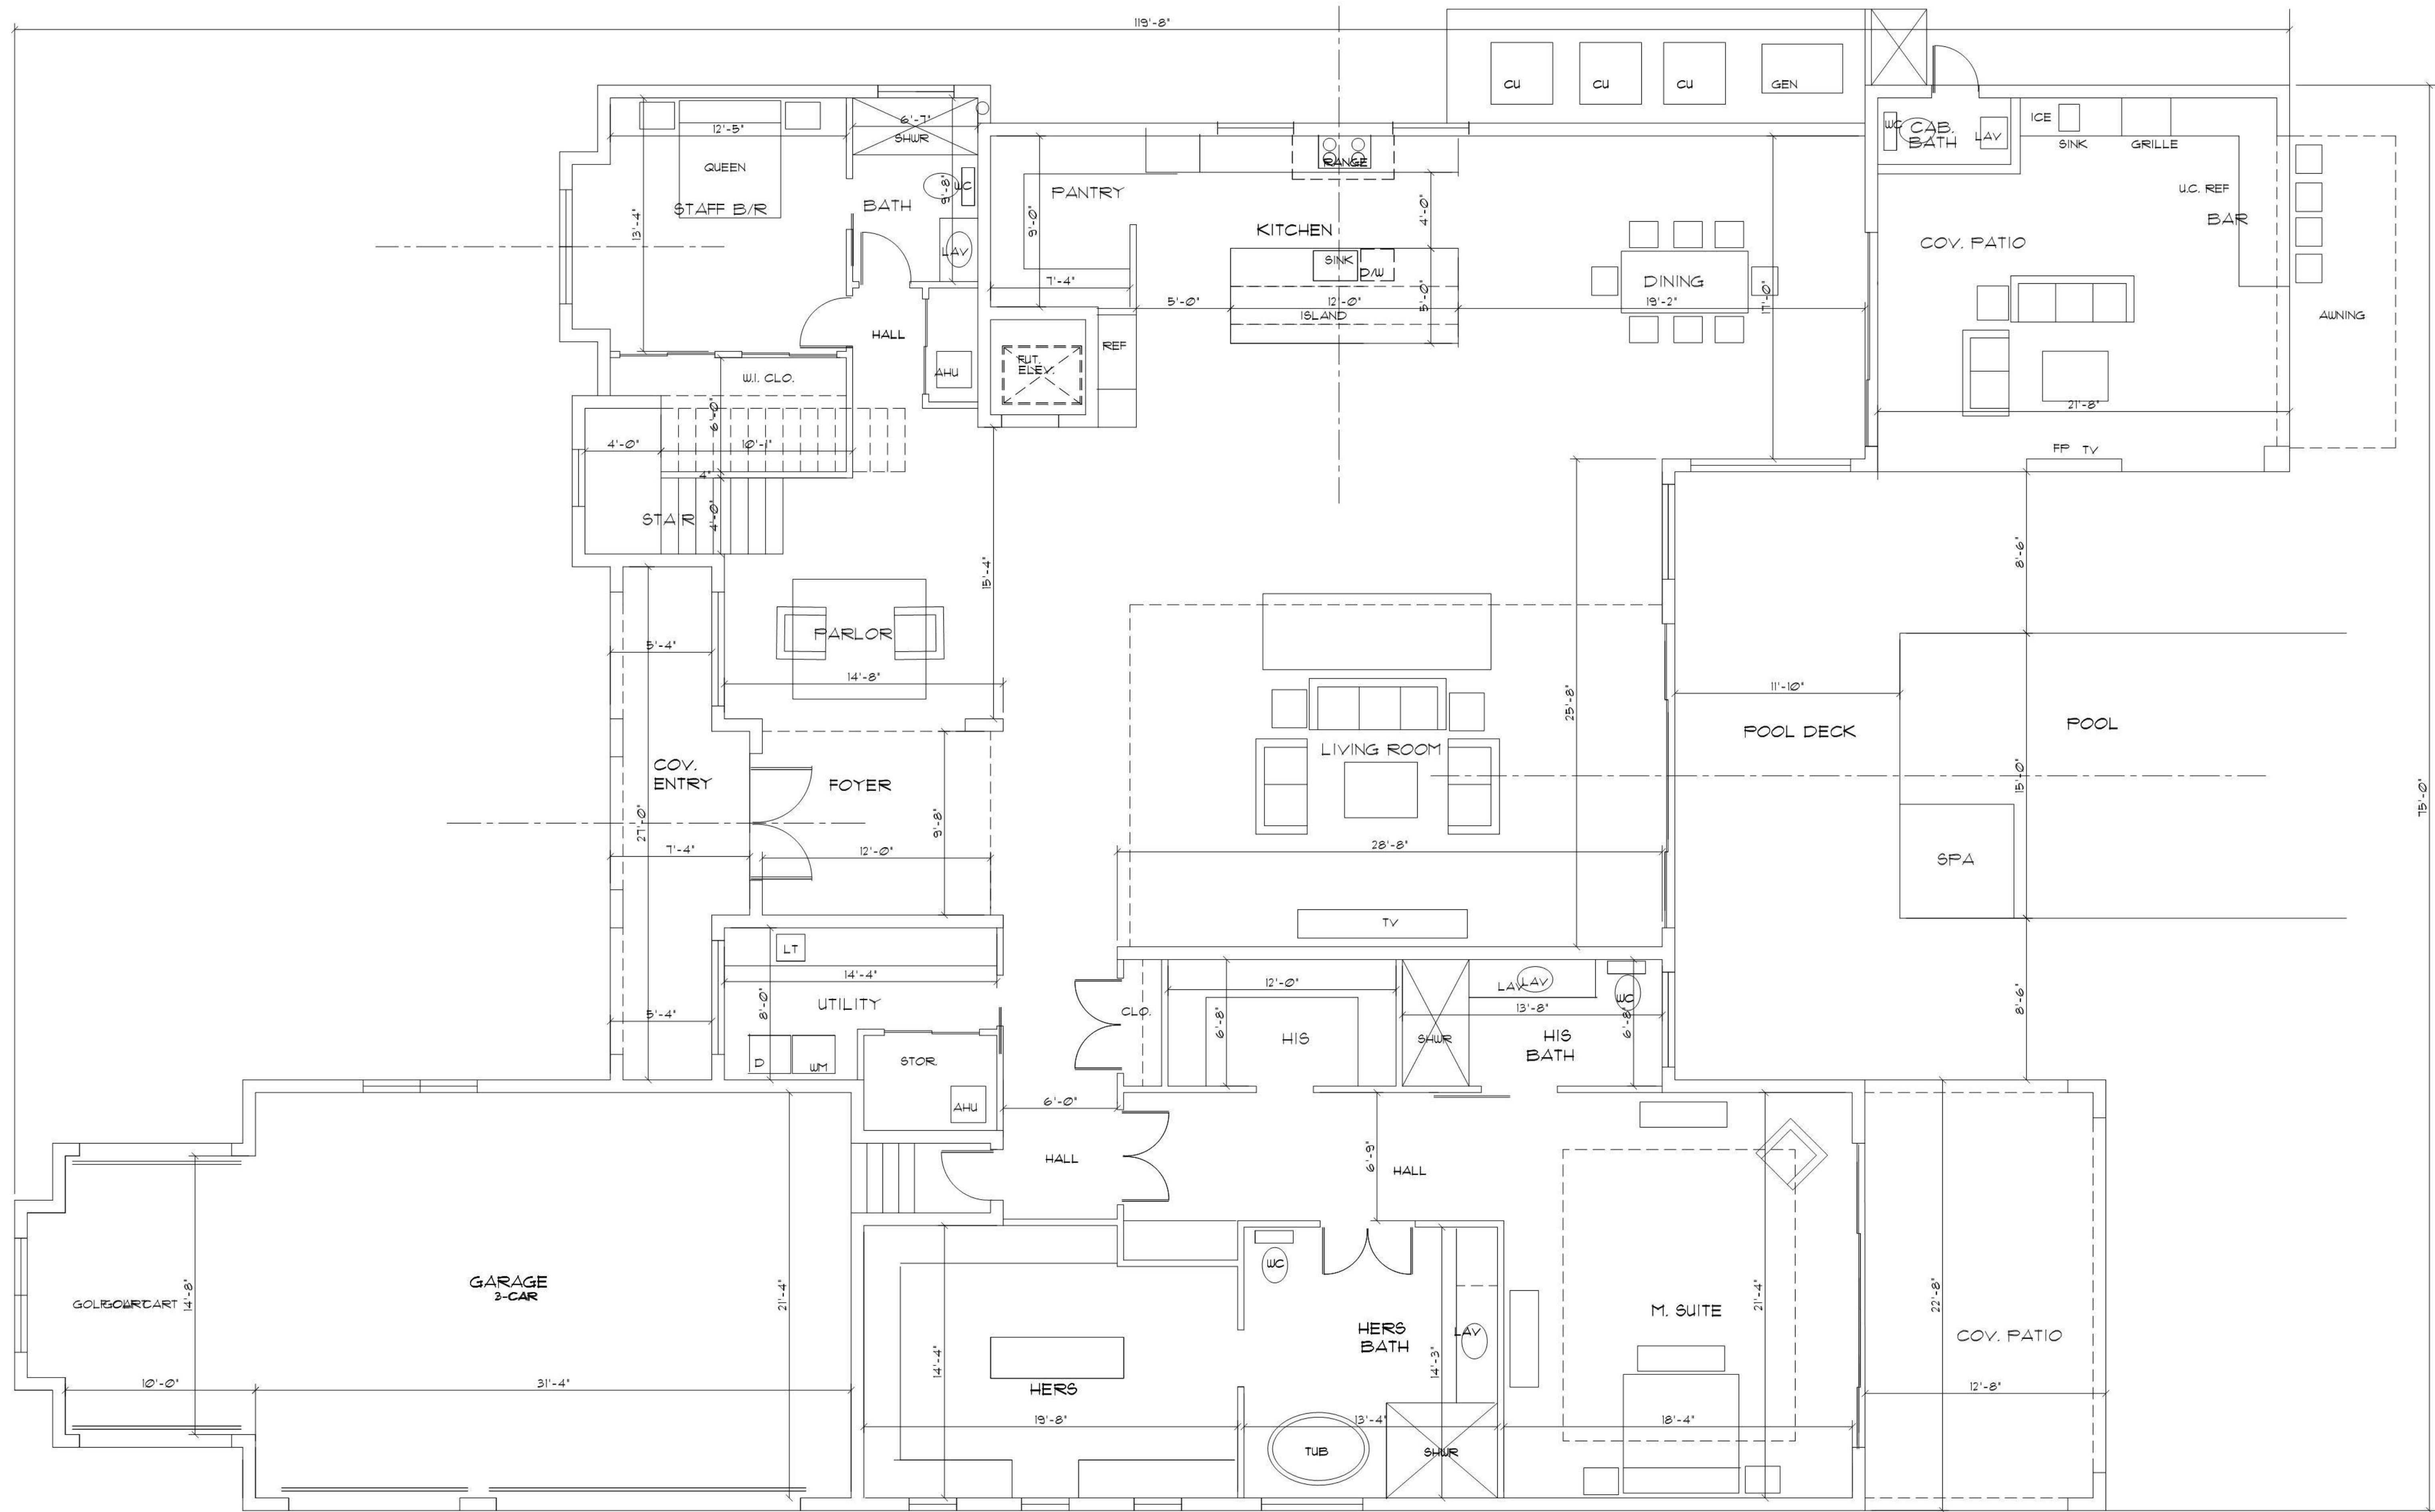 119'-8"
CU
CU
CU
GEN
12'-5"
6'-7"
SHWR
QUEEN
STAFF B/R
13'-4"
BATH
WC
9'-8"
LAV
HALL
AHU
W.I. CLO.
6'-0"
4'-0"
10'-1"
4"
STAIR
4'-0"
PANTRY
9'-0"
7'-4"
FUT.
ELEV.
REF
RANGE
KITCHEN
4'-0"
SINK
D/W
5'-0"
12'-0"
5'-0"
ISLAND
DINING
19'-2"
17'-0"
WC
CAB.
BATH
LAV
ICE
SINK
GRILLE
U.C. REF
BAR
COV. PATIO
AWNING
21'-8"
FP TV
15'-4"
PARLOR
14'-8"
5'-4"
COV.
ENTRY
27'-0"
7'-4"
FOYER
9'-8"
12'-0"
5'-4"
25'-8"
LIVING ROOM
28'-8"
TV
8'-6"
11'-10"
POOL DECK
POOL
15'-0"
SPA
8'-6"
75'-0"
LT
14'-4"
8'-0"
UTILITY
D
WM
STOR.
AHU
6'-0"
CLO.
6'-8"
12'-0"
HIS
SHWR
LAV
LAV
WC
13'-8"
6'-8"
HIS
BATH
HALL
6'-9"
HALL
GARAGE
3-CAR
GOLF CART
GOLF CART
14'-8"
10'-0"
31'-4"
21'-4"
14'-4"
HERS
19'-8"
WC
HERS
BATH
LAV
14'-3"
13'-4"
TUB
SHWR
M. SUITE
21'-4"
18'-4"
22'-8"
COV. PATIO
12'-8"